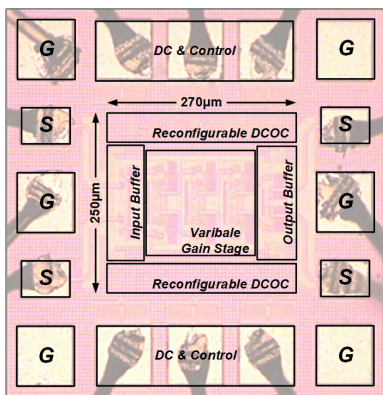 G
DC & Control
G
270µm
S
Reconfigurable DCOC
S
250µm
G
Input Buffer
Varibale
Gain Stage
Output Buffer
G
S
Reconfigurable DCOC
S
G
DC & Control
G